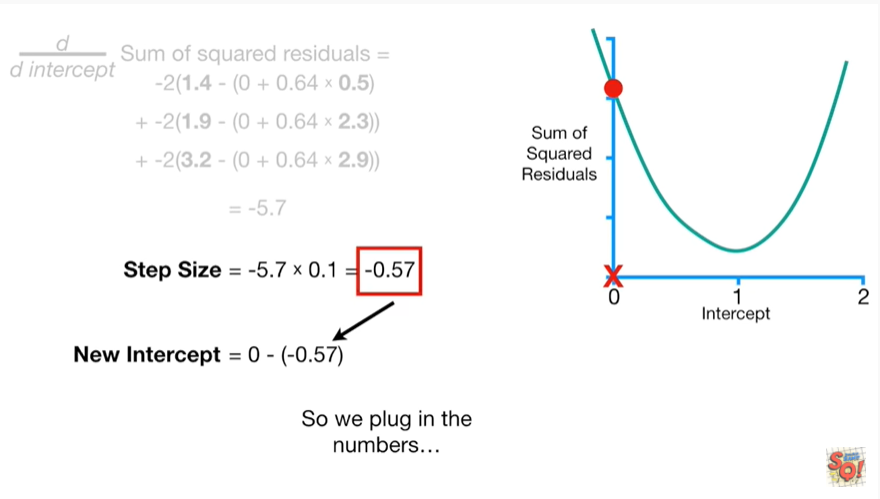 d
d intercept
Sum of squared residuals =
-2(1.4 - (0 + 0.64 × 0.5)
+ -2(1.9 - (0 + 0.64 × 2.3))
+ -2(3.2 - (0 + 0.64 × 2.9))
= -5.7
Step Size = -5.7 × 0.1 = -0.57
New Intercept = 0 - (-0.57)
So we plug in the
numbers…
Sum of
Squared
Residuals
X
0 1 2
Intercept
SQ!